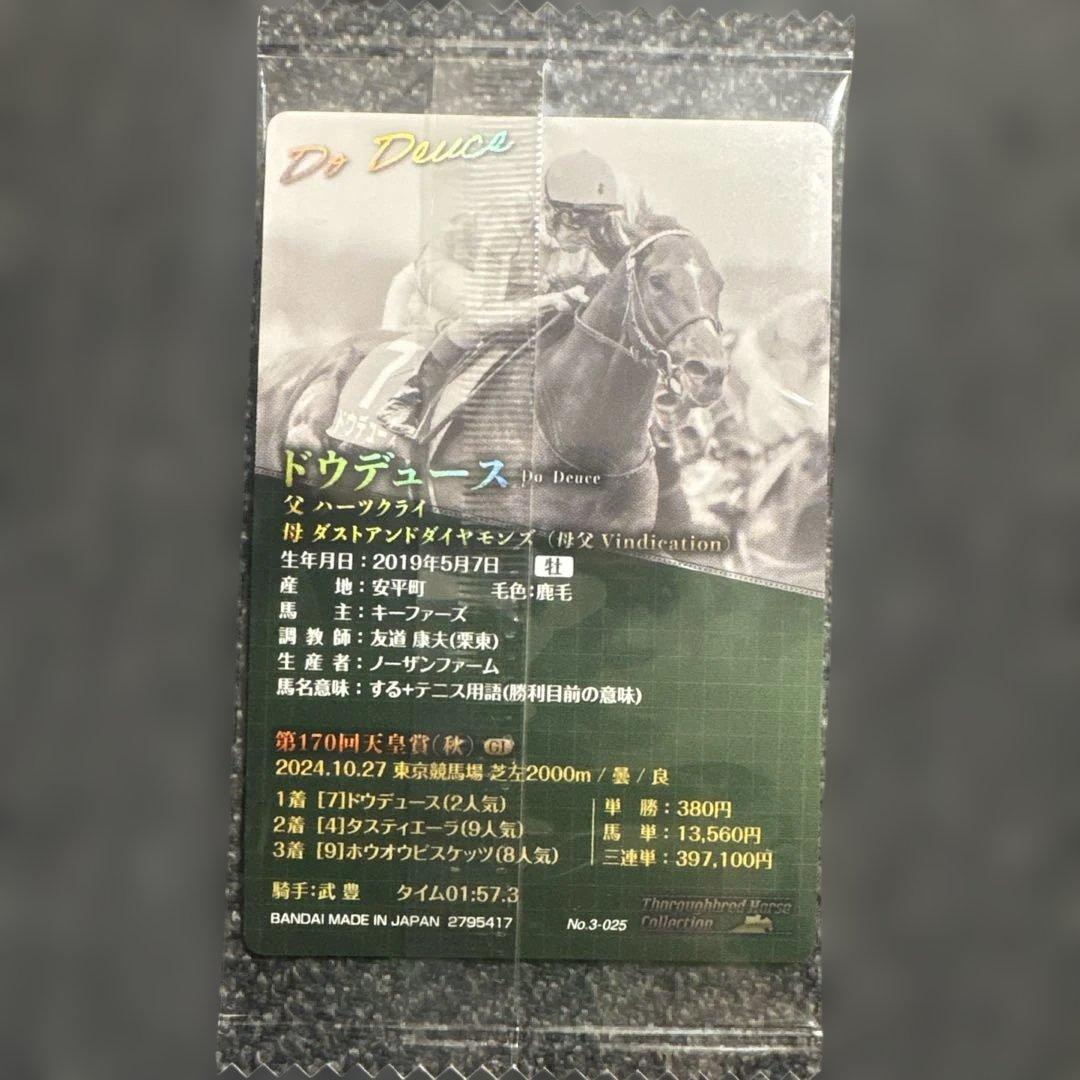 Do Deuce
7
ドウデュース
ドウデュース Do Deuce
父 ハーツクライ
母 ダストアンドダイヤモンズ（母父 Vindication）
生年月日：2019年5月7日 牡
産 地：安平町 毛色:鹿毛
馬 主：キーファーズ
調教師：友道 康夫(栗東)
生産者：ノーザンファーム
馬名意味：する+テニス用語(勝利目前の意味)
第170回天皇賞(秋) GI
2024.10.27 東京競馬場 芝左2000m / 曇 / 良
1着 [7]ドウデュース(2人気) 単 勝：380円
2着 [4]タスティエーラ(9人気) 馬 単：13,560円
3着 [9]ホウオウビスケッツ(8人気) 三連単：397,100円
騎手:武 豊 タイム01:57.3
BANDAI MADE IN JAPAN 2795417 No.3-025
Thoroughbred Horse
Collection